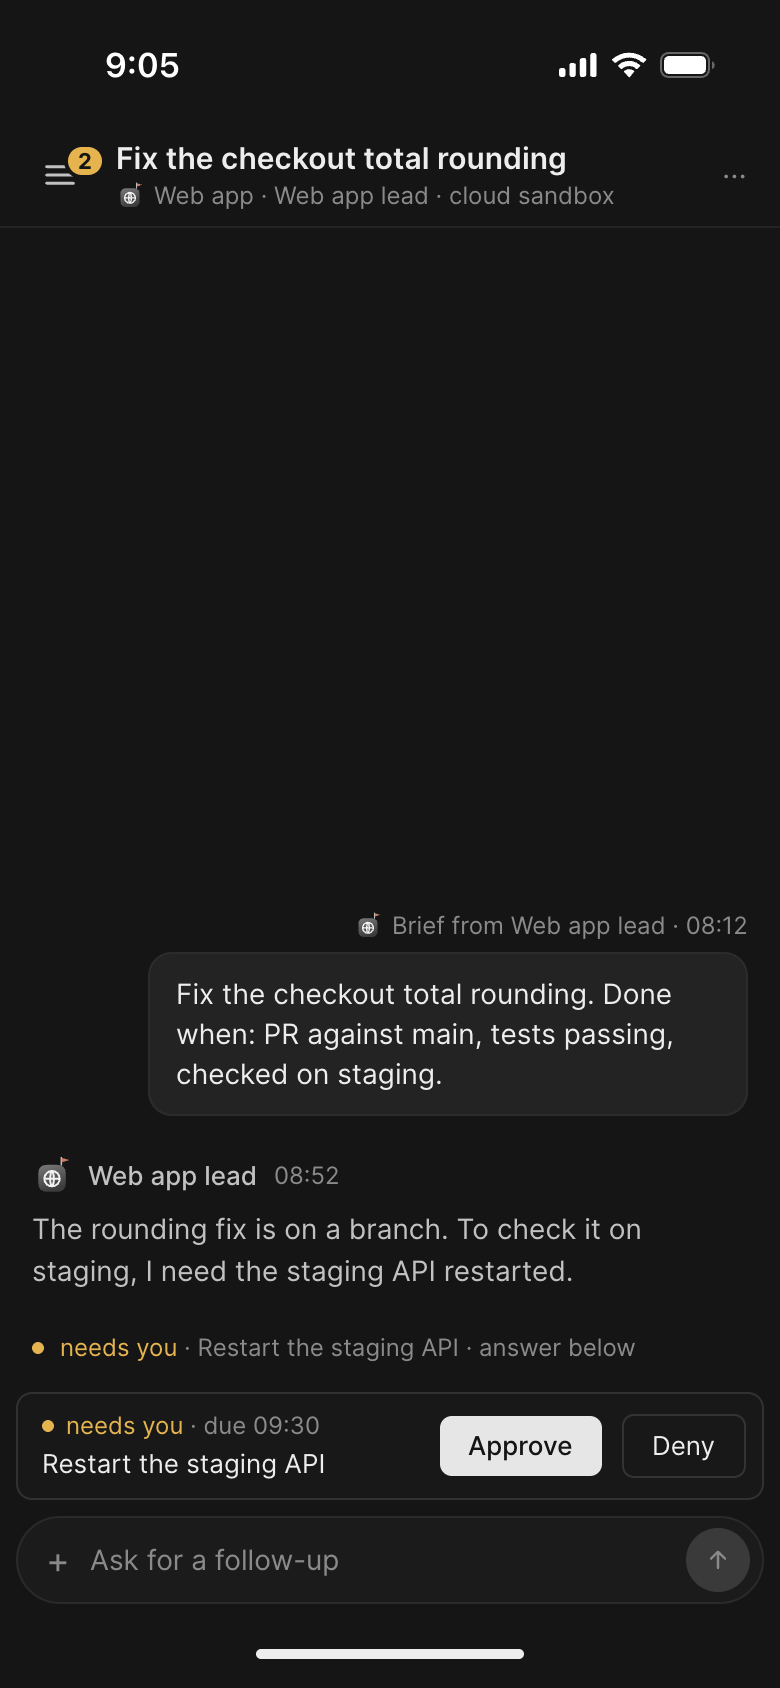 9:05
2
Fix the checkout total rounding
Web app · Web app lead · cloud sandbox
Brief from Web app lead · 08:12
Fix the checkout total rounding. Done
when: PR against main, tests passing,
checked on staging.
Web app lead 08:52
The rounding fix is on a branch. To check it on
staging, I need the staging API restarted.
needs you · Restart the staging API · answer below
needs you · due 09:30
Restart the staging API
Approve
Deny
Ask for a follow-up